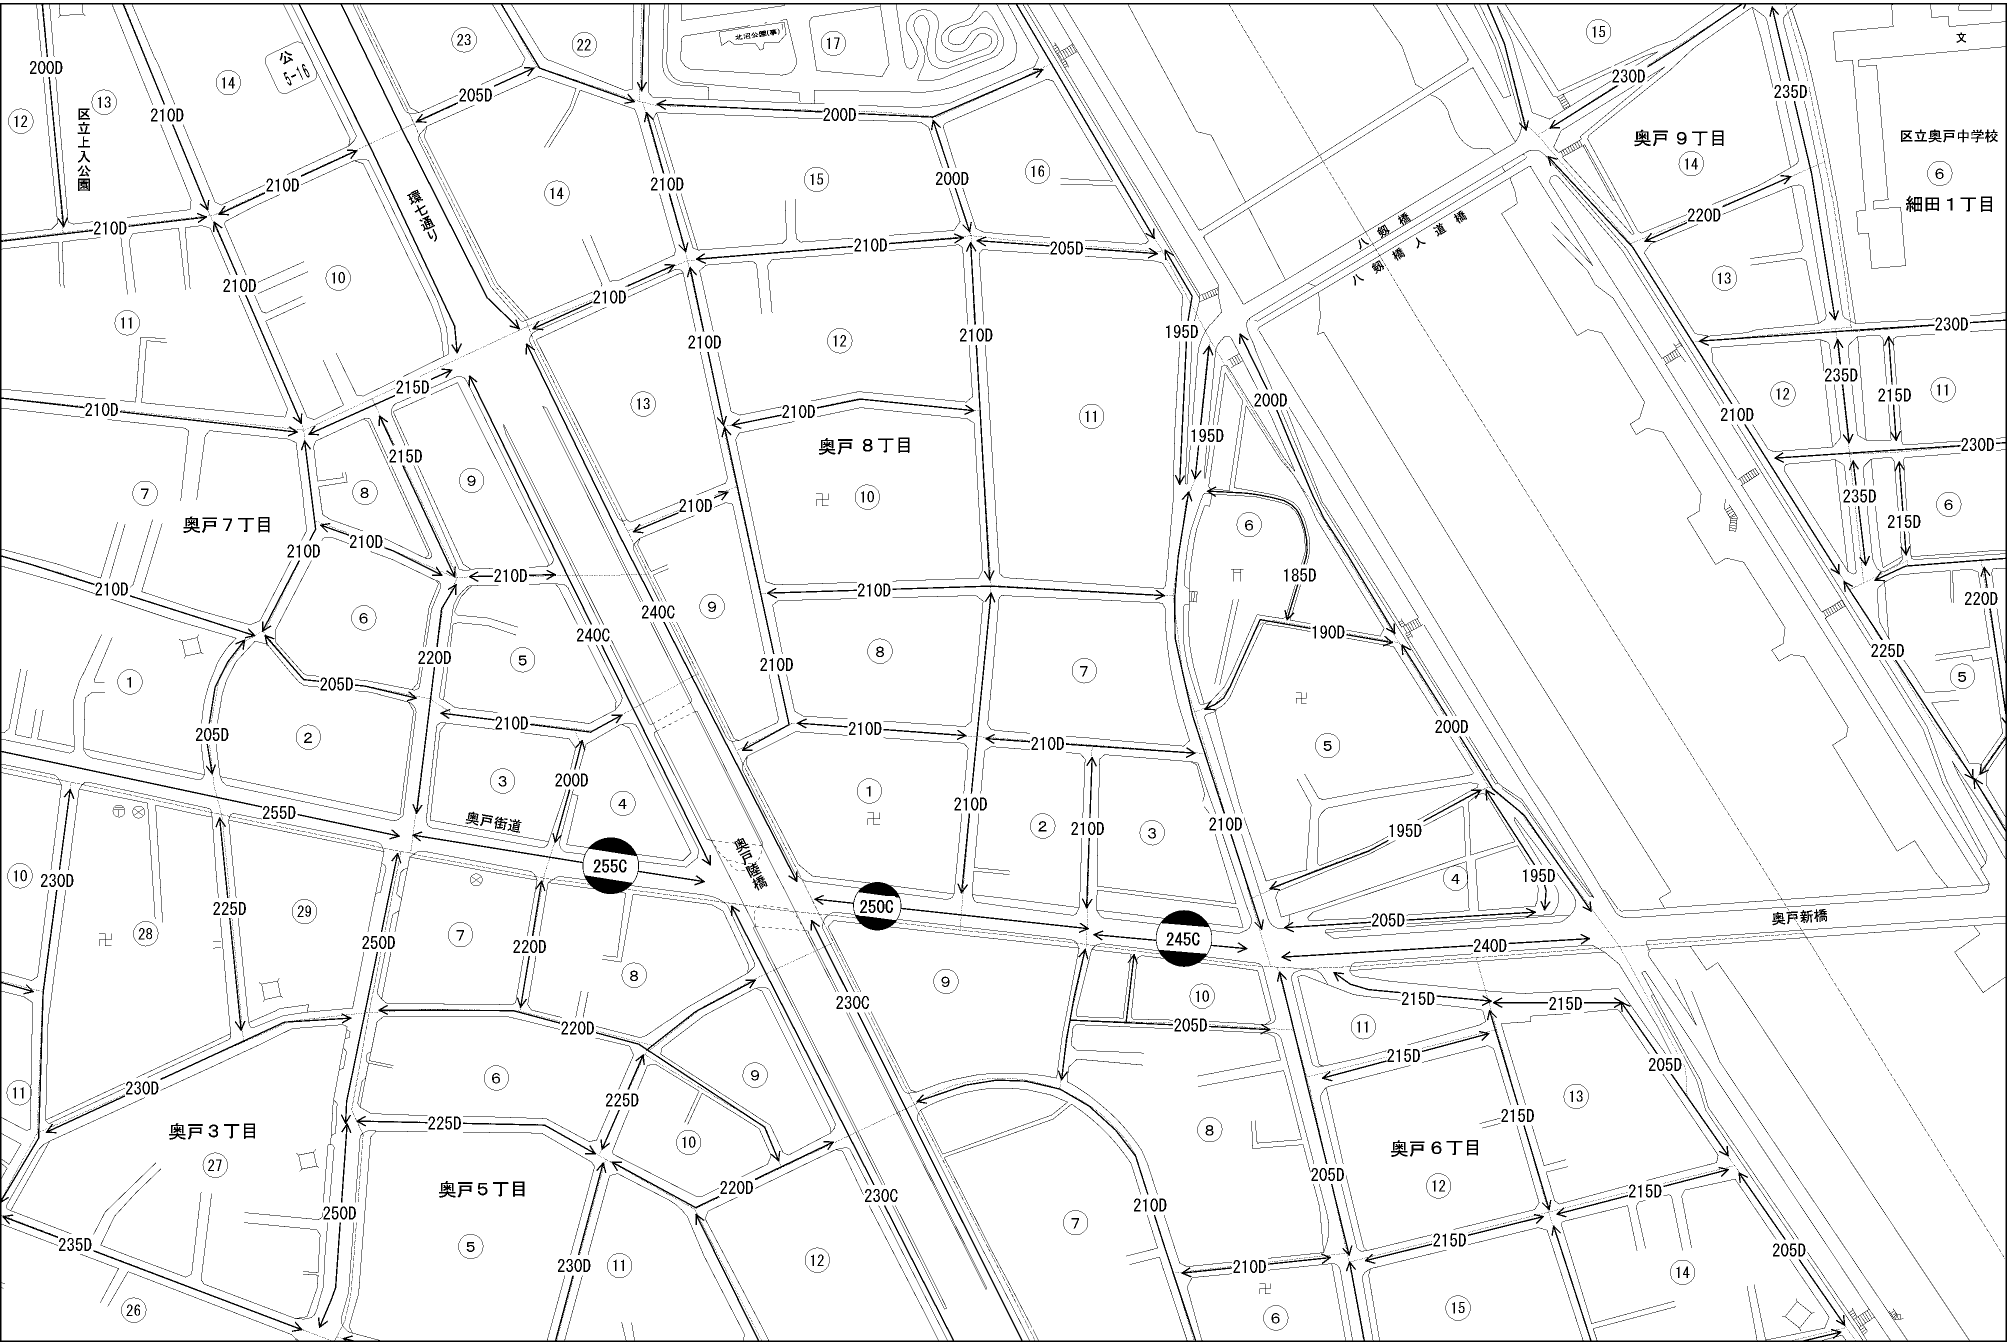 23
22
北沼公園(事)
17
15
文
公
5-16
14
200D
13
12
区立上入公園
210D
205D
200D
230D
235D
奥戸９丁目
14
区立奥戸中学校
6
細田１丁目
210D
210D
200D
15
16
14
環七通り
220D
210D
210D
205D
八剱橋
八剱橋人道橋
210D
10
210D
13
11
210D
12
195D
230D
210D
210D
215D
13
210D
200D
235D
215D
12
11
210D
210D
11
195D
奥戸８丁目
215D
9
230D
7
8
10
210D
235D
6
奥戸７丁目
6
215D
210D
210D
210D
185D
210D
210D
220D
9
240C
6
190D
240C
220D
8
7
225D
5
1
205D
210D
5
5
205D
2
210D
210D
210D
200D
3
200D
4
1
210D
2
210D
3
210D
195D
255D
奥戸街道
奥戸陸橋
255C
195D
4
10
230D
225D
29
250C
205D
奥戸新橋
28
7
250D
220D
8
245C
240D
9
10
230C
215D
215D
220D
205D
11
215D
205D
11
230D
6
9
225D
215D
13
奥戸３丁目
225D
10
8
奥戸６丁目
27
奥戸５丁目
220D
230C
205D
12
215D
250D
210D
7
235D
5
230D
11
12
210D
215D
205D
14
26
6
15